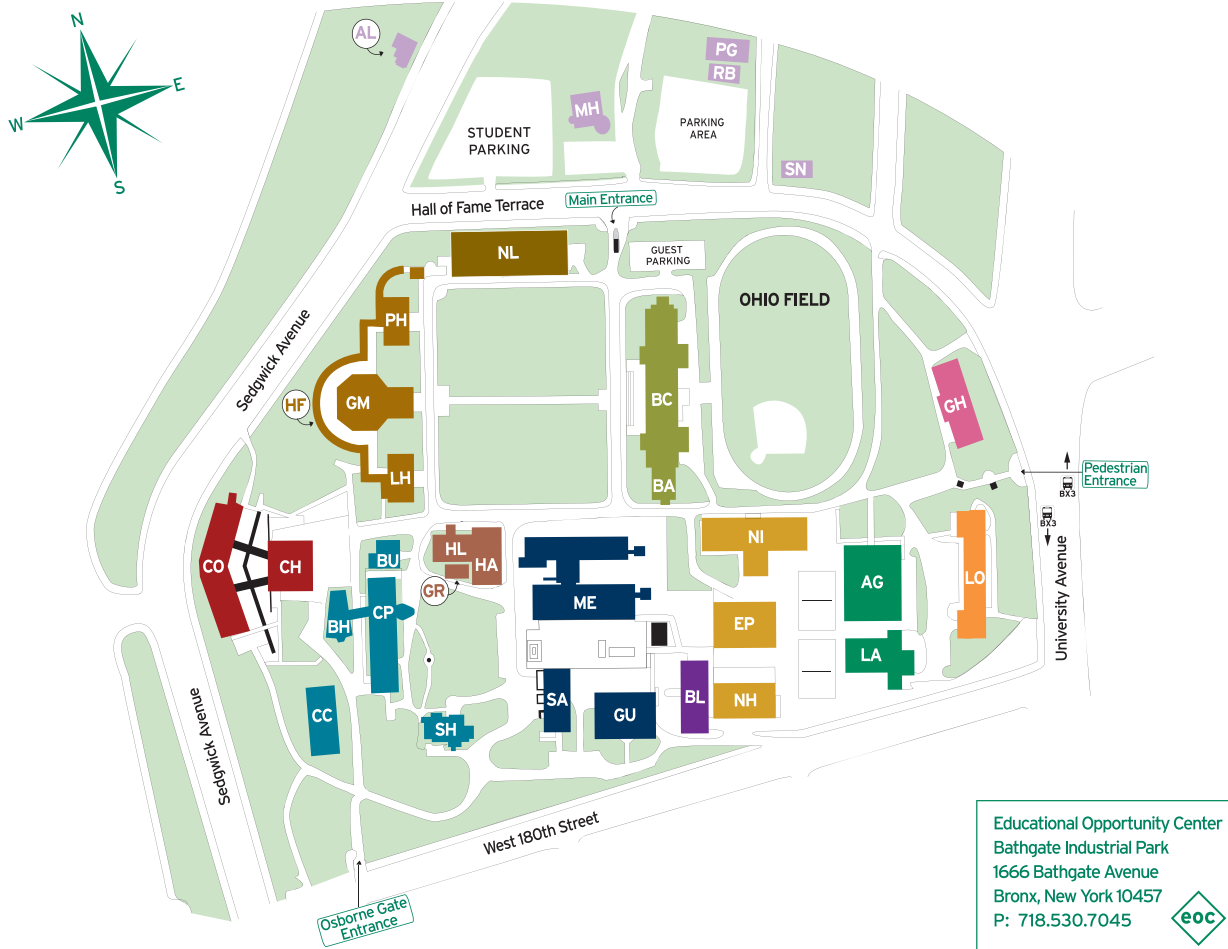 N
E
W
S
AL
PG
RB
MH
STUDENT
PARKING
PARKING
AREA
SN
Hall of Fame Terrace
Main Entrance
NL
GUEST
PARKING
OHIO FIELD
PH
Sedgwick Avenue
HF
GM
BC
GH
LH
BA
Pedestrian
Entrance
BX3
BX3
CO
CH
BU
HL
HA
GR
NI
AG
LO
University Avenue
BH
CP
ME
EP
LA
CC
SH
SA
GU
BL
NH
Sedgwick Avenue
West 180th Street
Osborne Gate
Entrance
Educational Opportunity Center
Bathgate Industrial Park
1666 Bathgate Avenue
Bronx, New York 10457
P: 718.530.7045
eoc